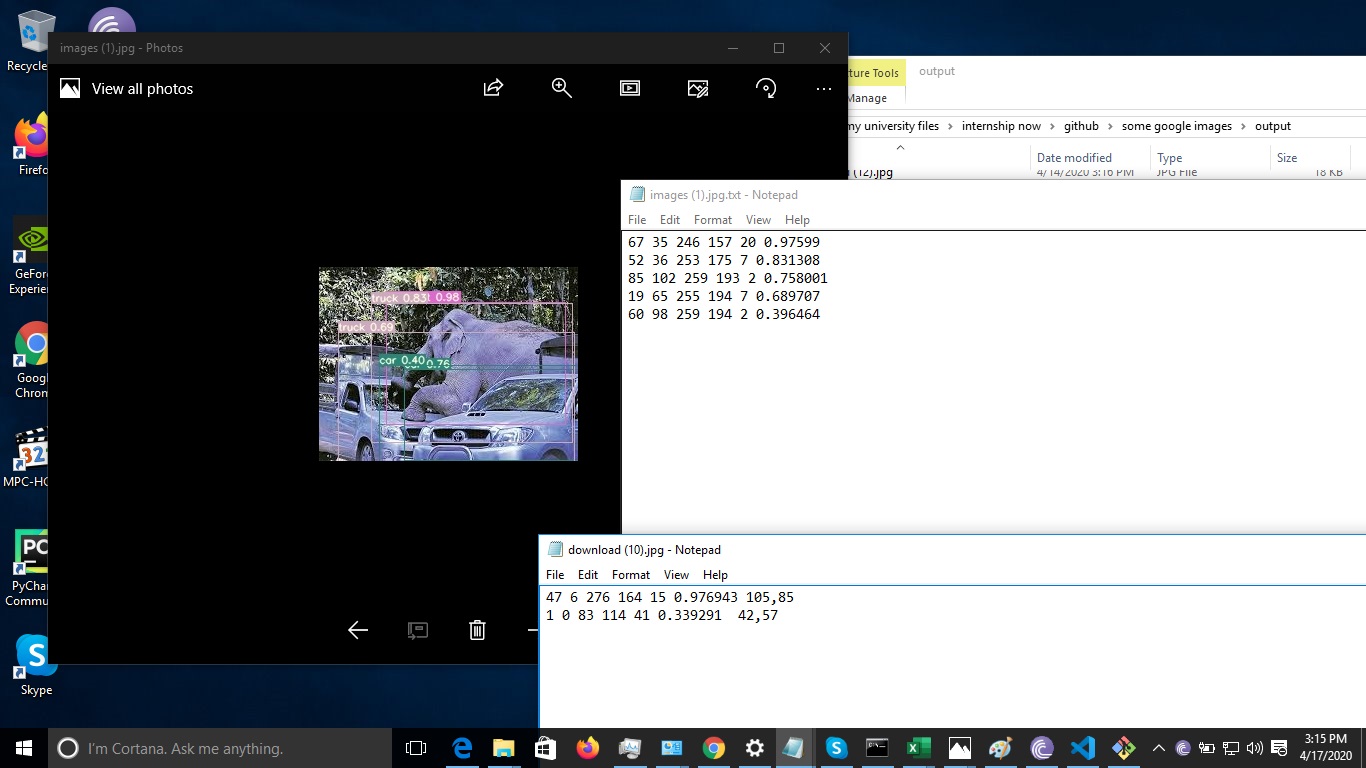 Recycle
images (1).jpg - Photos
View all photos
ture Tools
output
Manage
my university files > internship now > github > some google images > output
Date modified
Type
Size
(12).jpg
4/14/2020 3:16 PM
JPG File
18 KB
images (1).jpg.txt - Notepad
File Edit Format View Help
67 35 246 157 20 0.97599
52 36 253 175 7 0.831308
85 102 259 193 2 0.758001
19 65 255 194 7 0.689707
60 98 259 194 2 0.396464
truck 0.83
0.98
truck 0.69
car 0.40
0.76
Firefo
GeFor
Experien
Googl
Chrom
MPC-HC
321
PC
PyChar
Commu
Skype
download (10).jpg - Notepad
File Edit Format View Help
47 6 276 164 15 0.976943 105,85
1 0 83 114 41 0.339291  42,57
I'm Cortana. Ask me anything.
3:15 PM
4/17/2020